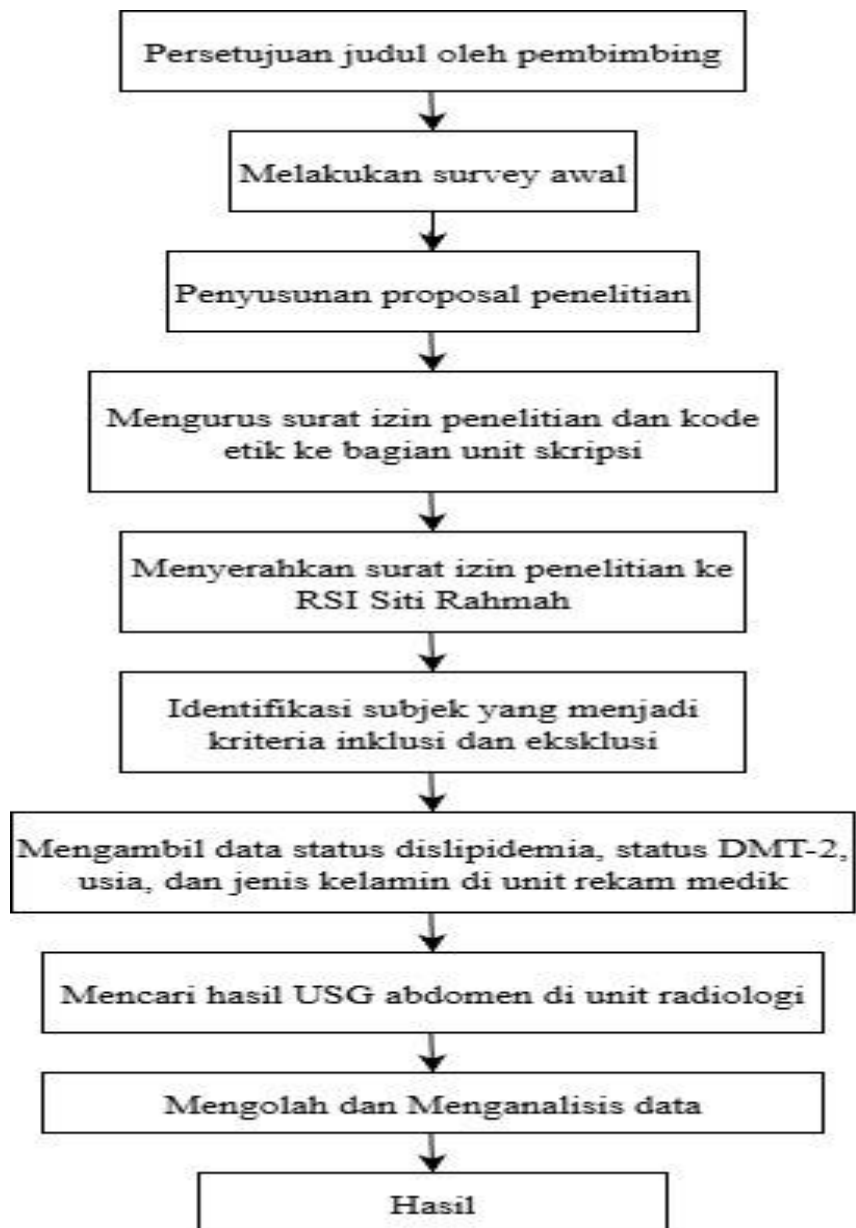 Persetujuan judul oleh pembimbing
Melakukan survey awal
Penyusunan proposal penelitian
Mengurus surat izin penelitian dan kode
etik ke bagian unit skripsi
Menyerahkan surat izin penelitian ke
RSI Siti Rahmah
Identifikasi subjek yang menjadi
kriteria inklusi dan eksklusi
Mengambil data status dislipidemia, status DMT-2,
usia, dan jenis kelamin di unit rekam medik
Mencari hasil USG abdomen di unit radiologi
Mengolah dan Menganalisis data
Hasil